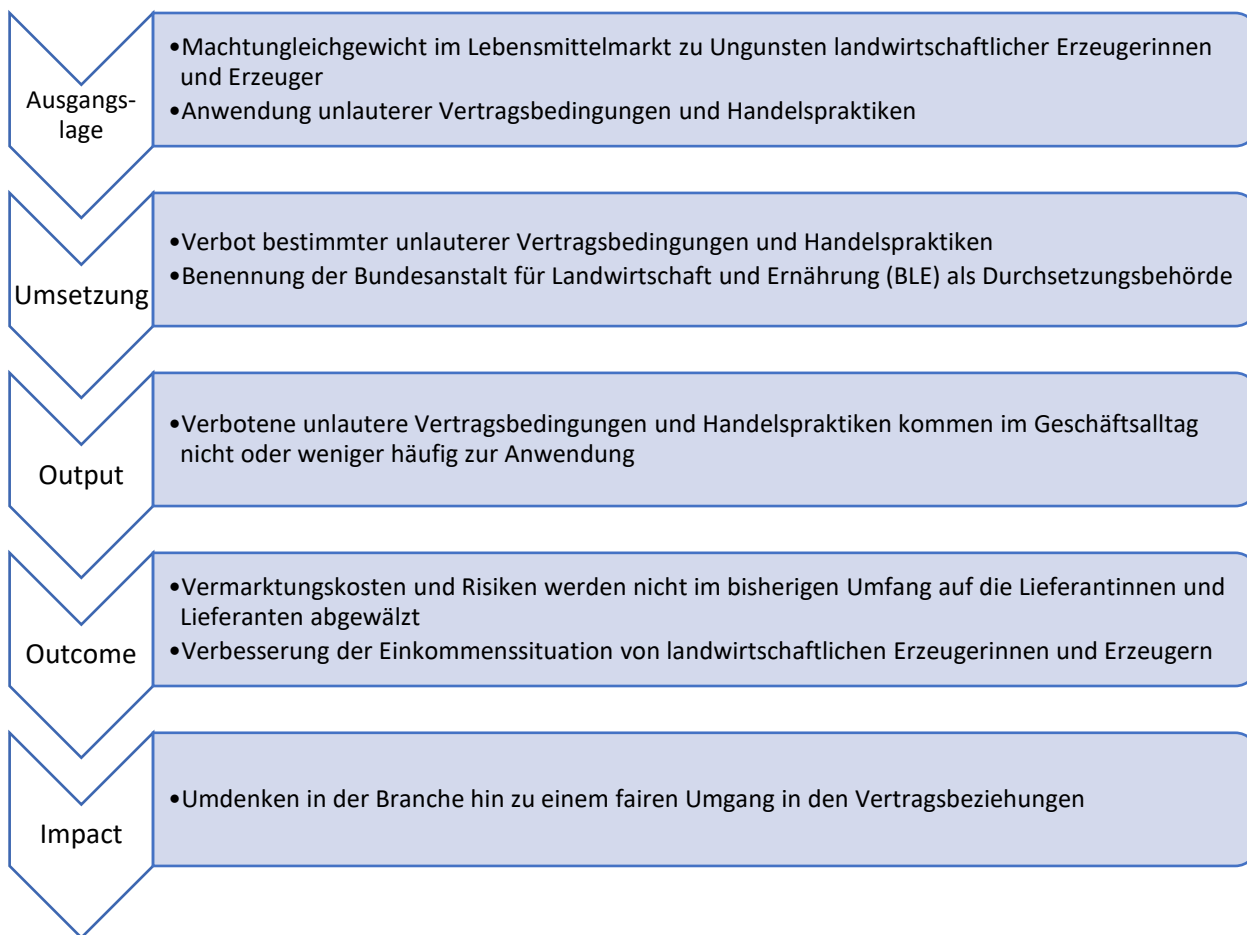 Ausgangs-
lage
•Machtungleichgewicht im Lebensmittelmarkt zu Ungunsten landwirtschaftlicher Erzeugerinnen
und Erzeuger
•Anwendung unlauterer Vertragsbedingungen und Handelspraktiken
Umsetzung
•Verbot bestimmter unlauterer Vertragsbedingungen und Handelspraktiken
•Benennung der Bundesanstalt für Landwirtschaft und Ernährung (BLE) als Durchsetzungsbehörde
Output
•Verbotene unlautere Vertragsbedingungen und Handelspraktiken kommen im Geschäftsalltag
nicht oder weniger häufig zur Anwendung
Outcome
•Vermarktungskosten und Risiken werden nicht im bisherigen Umfang auf die Lieferantinnen und
Lieferanten abgewälzt
•Verbesserung der Einkommenssituation von landwirtschaftlichen Erzeugerinnen und Erzeugern
Impact
•Umdenken in der Branche hin zu einem fairen Umgang in den Vertragsbeziehungen